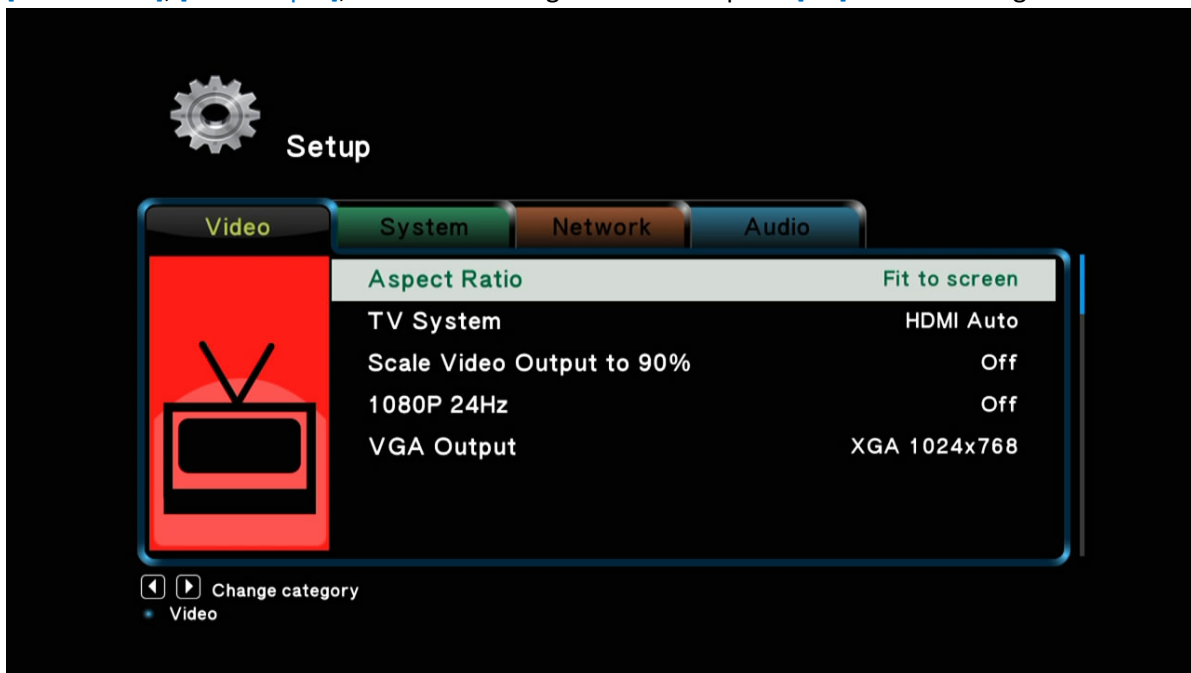 Setup
Video System Network Audio
Aspect Ratio Fit to screen
TV System HDMI Auto
Scale Video Output to 90% Off
1080P 24Hz Off
VGA Output XGA 1024x768
Change category
Video